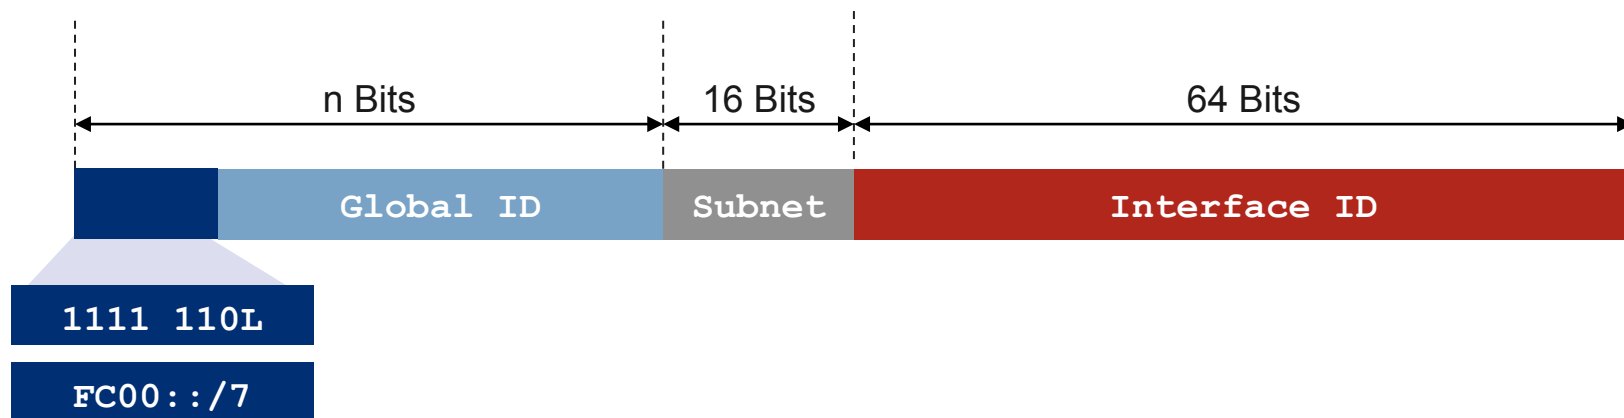 n Bits 16 Bits 64 Bits
Global ID Subnet Interface ID
1111 110L
FC00::/7